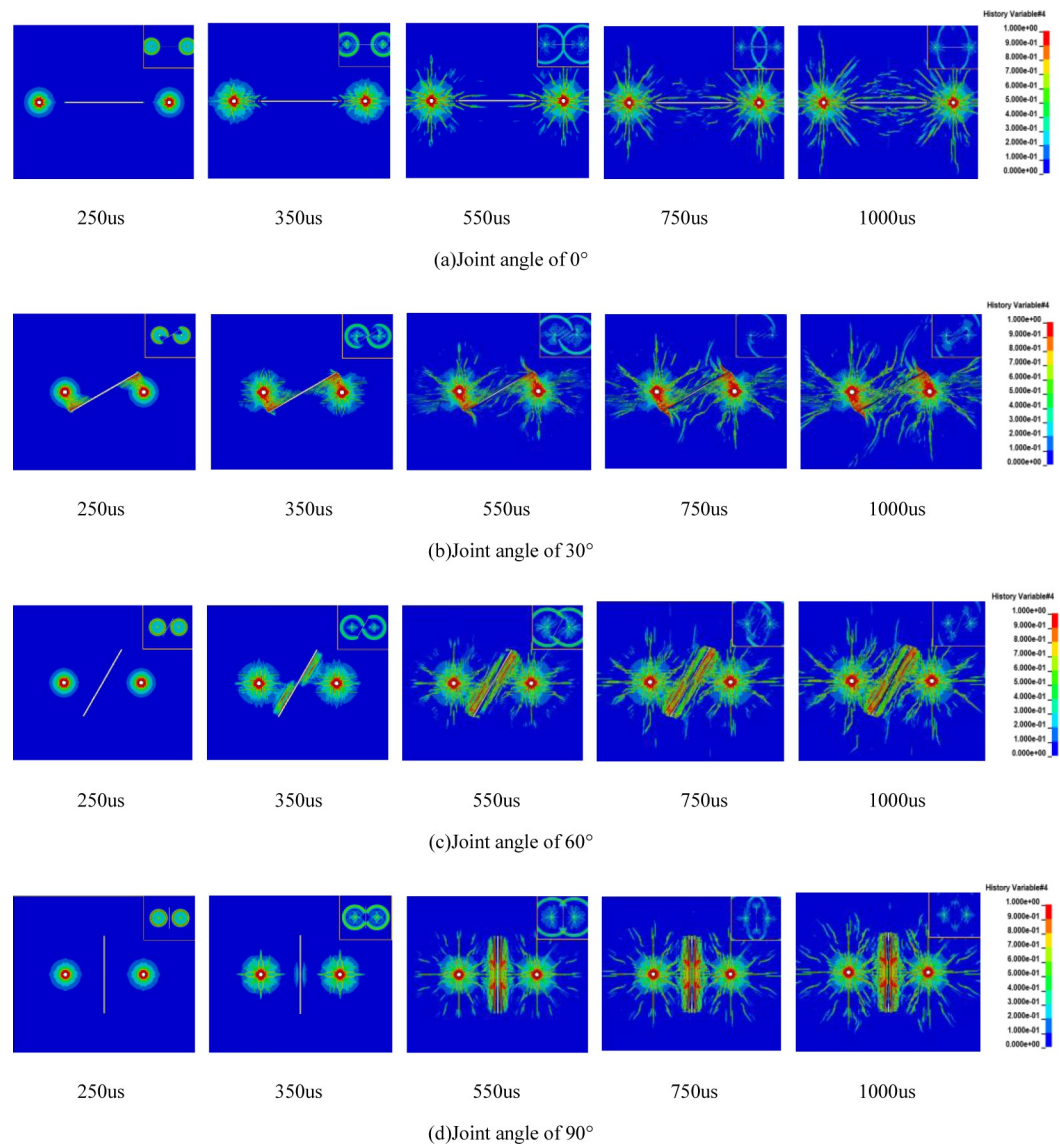 History Variable#4
1.000e+00
9.000e-01
8.000e-01
7.000e-01
6.000e-01
5.000e-01
4.000e-01
3.000e-01
2.000e-01
1.000e-01
0.000e+00
250us 350us 550us 750us 1000us
(a)Joint angle of 0°
History Variable#4
1.000e+00
9.000e-01
8.000e-01
7.000e-01
6.000e-01
5.000e-01
4.000e-01
3.000e-01
2.000e-01
1.000e-01
0.000e+00
250us 350us 550us 750us 1000us
(b)Joint angle of 30°
History Variable#4
1.000e+00
9.000e-01
8.000e-01
7.000e-01
6.000e-01
5.000e-01
4.000e-01
3.000e-01
2.000e-01
1.000e-01
0.000e+00
250us 350us 550us 750us 1000us
(c)Joint angle of 60°
History Variable#4
1.000e+00
9.000e-01
8.000e-01
7.000e-01
6.000e-01
5.000e-01
4.000e-01
3.000e-01
2.000e-01
1.000e-01
0.000e+00
250us 350us 550us 750us 1000us
(d)Joint angle of 90°